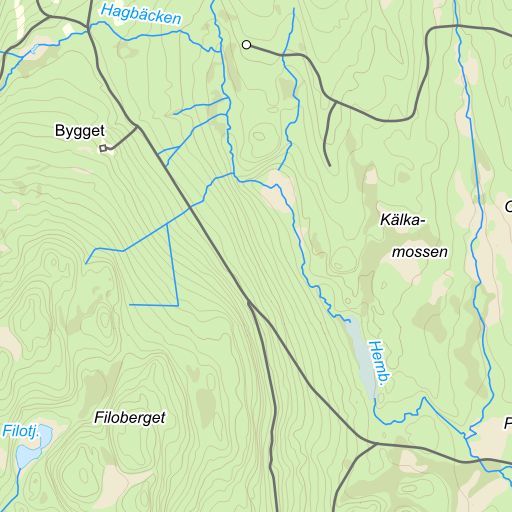 Hagbäcken
Bygget
Kälka-
mossen
Hemb.
Filoberget
Filotj.